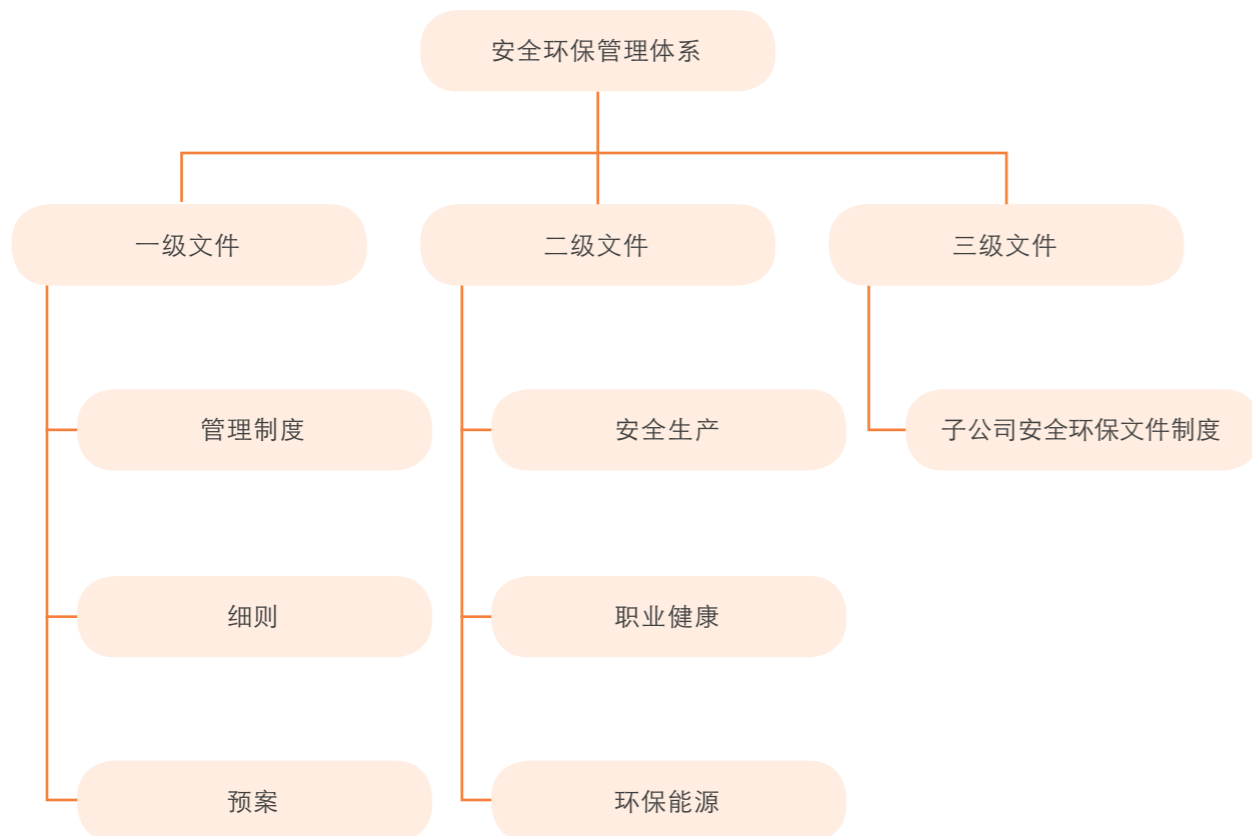 安全环保管理体系
一级文件
二级文件
三级文件
管理制度
安全生产
子公司安全环保文件制度
细则
职业健康
预案
环保能源